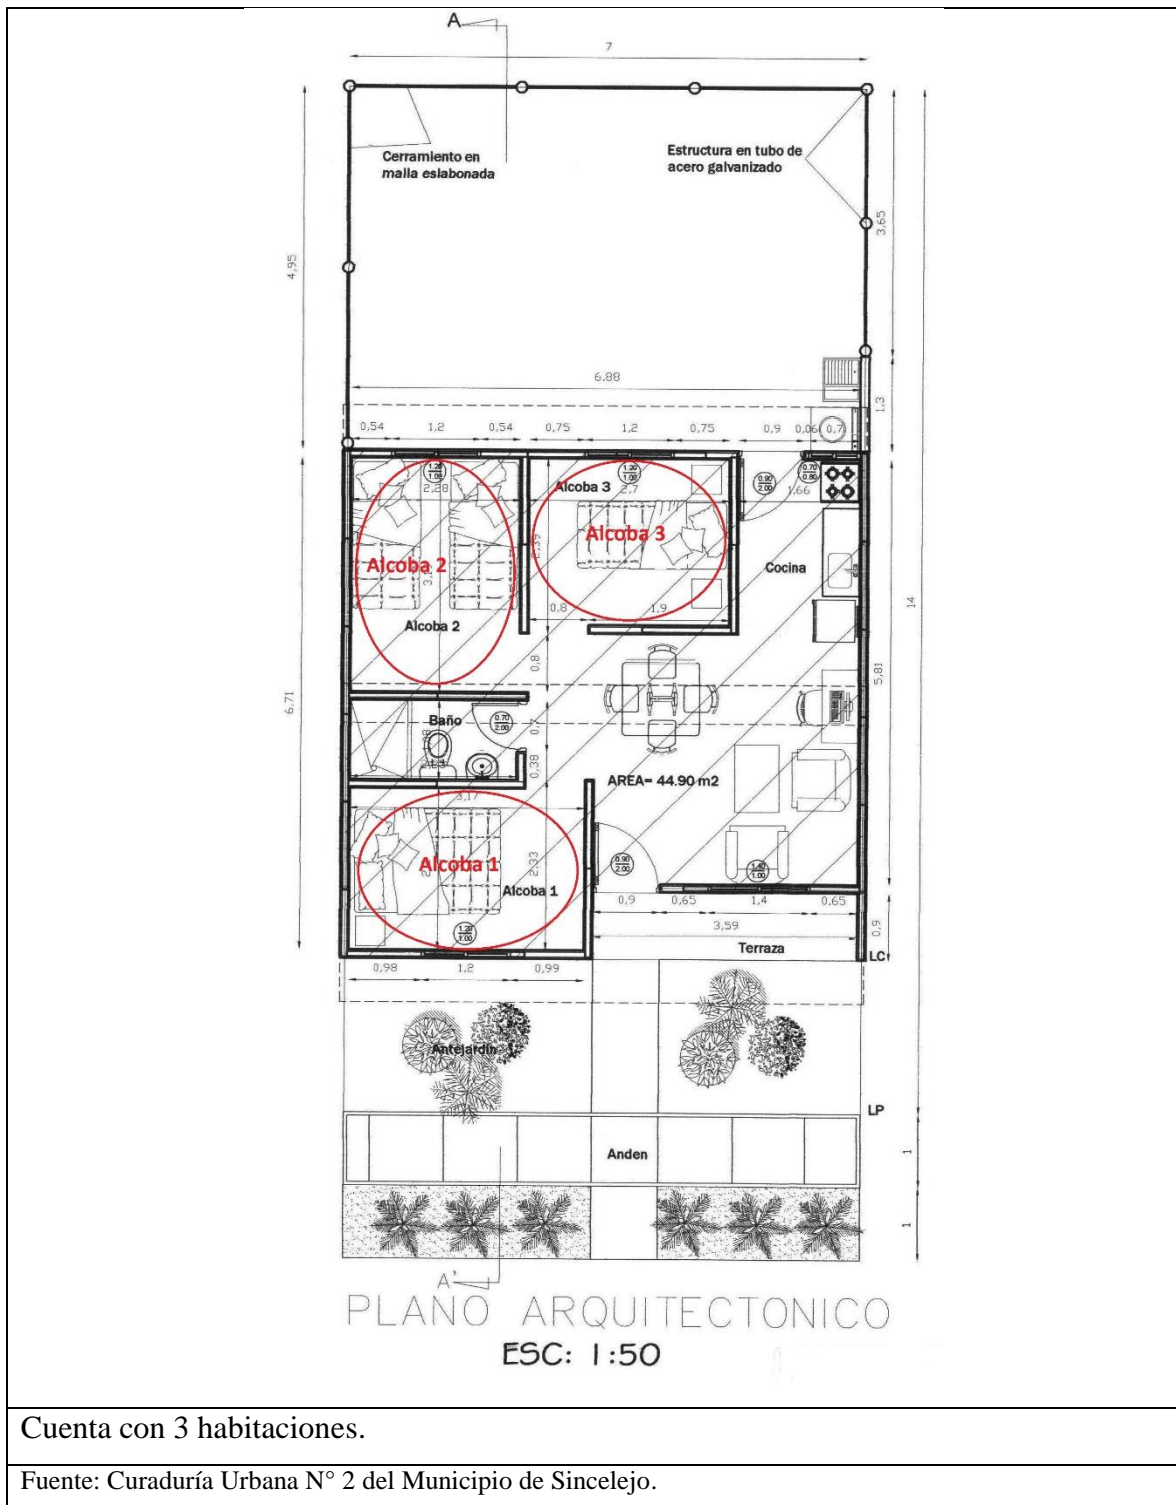 A
7
Cerramiento en
malla eslabonada
Estructura en tubo de
acero galvanizado
3,65
4,95
6.88
1,3
0,54 1,2 0,54 0,75 1,2 0,75 0,9 0,06 0,7
1.20
1.00
2,28
1.20
1.00
Alcoba 3 2,7
0.90
2.00
0.70
0.80
1,66
Alcoba 3
2,39
Alcoba 2
Cocina
14
0,8 1,9
Alcoba 2
0,8
5,81
6.71
Baño
0.70
2.00
0,7
0,38
AREA= 44.90 m2
3,17
Alcoba 1
2,33
Alcoba 1
0.90
2.00
1.40
1.00
0,9 0,65 1,4 0,65
0,9
3,59
1.20
1.00
Terraza
LC
0,98 1.2 0,99
Antejardín
LP
Anden
1
1
A'
PLANO ARQUITECTONICO
ESC: 1:50
Cuenta con 3 habitaciones.
Fuente: Curaduría Urbana N° 2 del Municipio de Sincelejo.